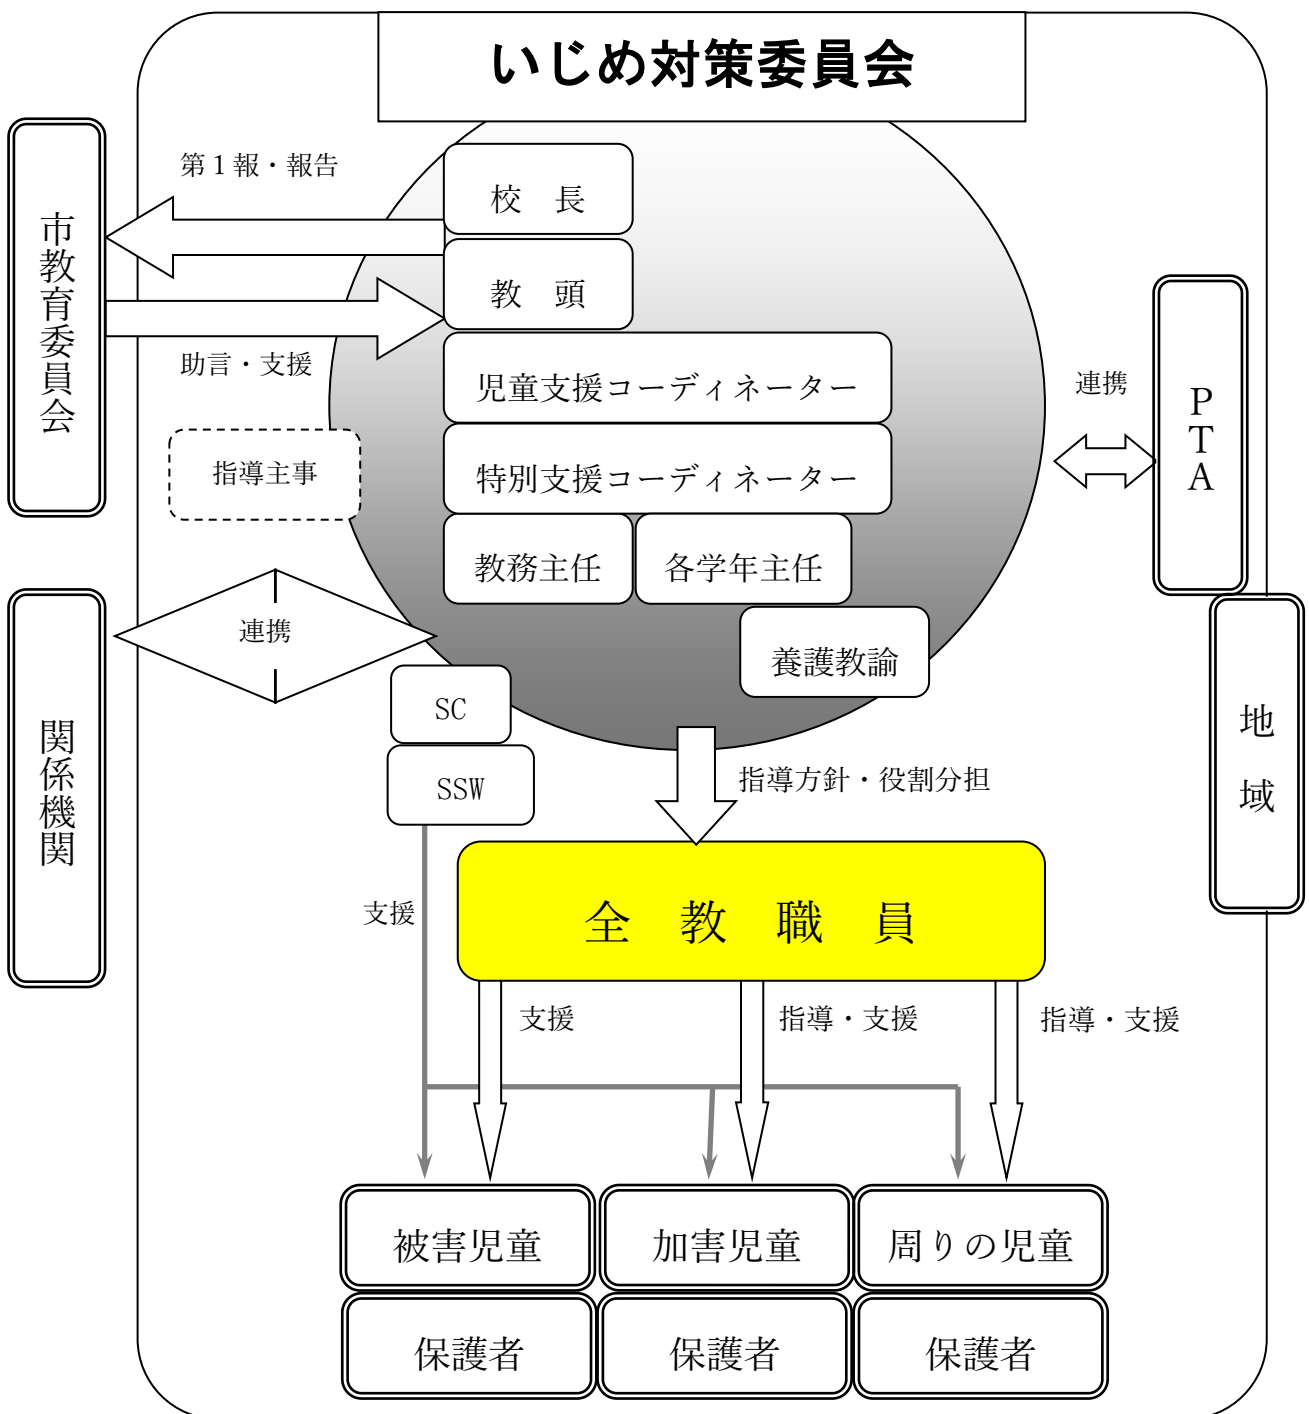 いじめ対策委員会
第１報・報告
市教育委員会
校　長
教　頭
助言・支援
児童支援コーディネーター
連携
PTA
指導主事
特別支援コーディネーター
教務主任
各学年主任
連携
養護教諭
関係機関
SC
地　域
SSW
指導方針・役割分担
支援
全　教　職　員
支援
指導・支援
指導・支援
被害児童
加害児童
周りの児童
保護者
保護者
保護者